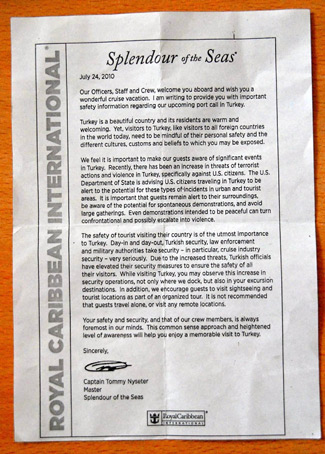 ROYAL CARIBBEAN INTERNATIONAL®
Splendour of the Seas®
July 24, 2010
Our Officers, Staff and Crew, welcome you aboard and wish you a
wonderful cruise vacation. I am writing to provide you with important
safety information regarding our upcoming port call in Turkey.
Turkey is a beautiful country and its residents are warm and
welcoming. Yet, visitors to Turkey, like visitors to all foreign countries
in the world today, need to be mindful of their personal safety and the
different cultures, customs and beliefs to which you may be exposed.
We feel it is important to make our guests aware of significant events
in Turkey. Recently, there has been an increase in threats of terrorist
actions and violence in Turkey, specifically against U.S. citizens. The U.S.
Department of State is advising U.S. citizens traveling in Turkey to be
alert to the potential for these types of incidents in urban and tourist
areas. It is important that guests remain alert to their surroundings,
be aware of the potential for spontaneous demonstrations, and avoid
large gatherings. Even demonstrations intended to be peaceful can turn
confrontational and possibly escalate into violence.
The safety of tourist visiting their country is of the utmost importance
to Turkey. Day-in and day-out, Turkish security, law enforcement
and military authorities take security – in particular, cruise industry
security – very seriously. Due to the increased threats, Turkish officials
have elevated their security measures to ensure the safety of all
their visitors. While visiting Turkey, you may observe this increase in
security operations, not only where we dock, but also in your excursion
destinations. In addition, we encourage guests to visit sightseeing and
tourist locations as part of an organized tour. It is not recommended
that guests travel alone, or visit any remote locations.
Your safety and security, and that of our crew members, is always
foremost in our minds. This common sense approach and heightened
level of awareness will help you enjoy a memorable visit to Turkey.
Sincerely,
Captain Tommy Nyseter
Master
Splendour of the Seas
RoyalCaribbean
INTERNATIONAL